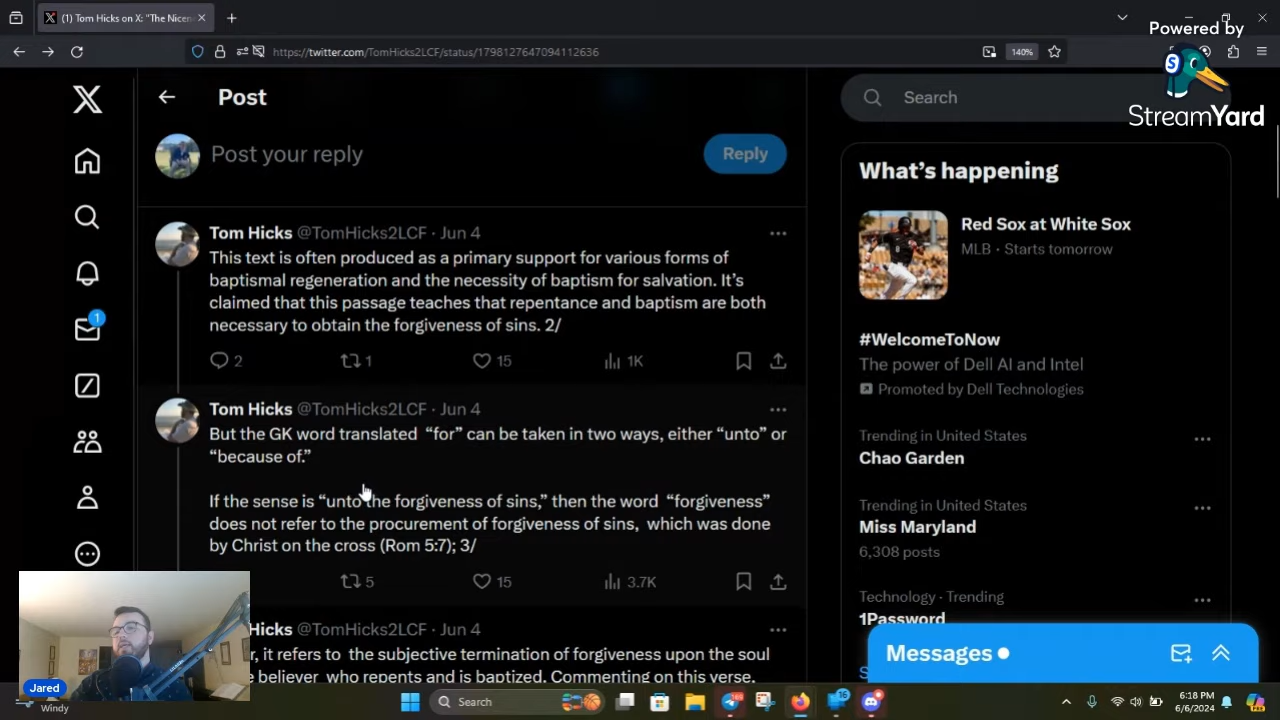 (1) Tom Hicks on X: "The Nicen
https://twitter.com/TomHicks2LCF/status/1798127647094112636
140%
Powered by
StreamYard
Post
Search
Post your reply
Reply
Tom Hicks @TomHicks2LCF · Jun 4
This text is often produced as a primary support for various forms of
baptismal regeneration and the necessity of baptism for salvation. It's
claimed that this passage teaches that repentance and baptism are both
necessary to obtain the forgiveness of sins. 2/
2 1 15 1K
Tom Hicks @TomHicks2LCF · Jun 4
But the GK word translated "for" can be taken in two ways, either "unto" or
"because of."
If the sense is "unto the forgiveness of sins," then the word "forgiveness"
does not refer to the procurement of forgiveness of sins, which was done
by Christ on the cross (Rom 5:7); 3/
5 15 3.7K
Hicks @TomHicks2LCF · Jun 4
, it refers to the subjective termination of forgiveness upon the soul
e believer who repents and is baptized. Commenting on this verse,
1
What's happening
Red Sox at White Sox
MLB · Starts tomorrow
#WelcomeToNow
The power of Dell AI and Intel
Promoted by Dell Technologies
Trending in United States
Chao Garden
Trending in United States
Miss Maryland
6,308 posts
Technology · Trending
1Password
Messages
Jared
Windy
Search
6:18 PM
6/6/2024